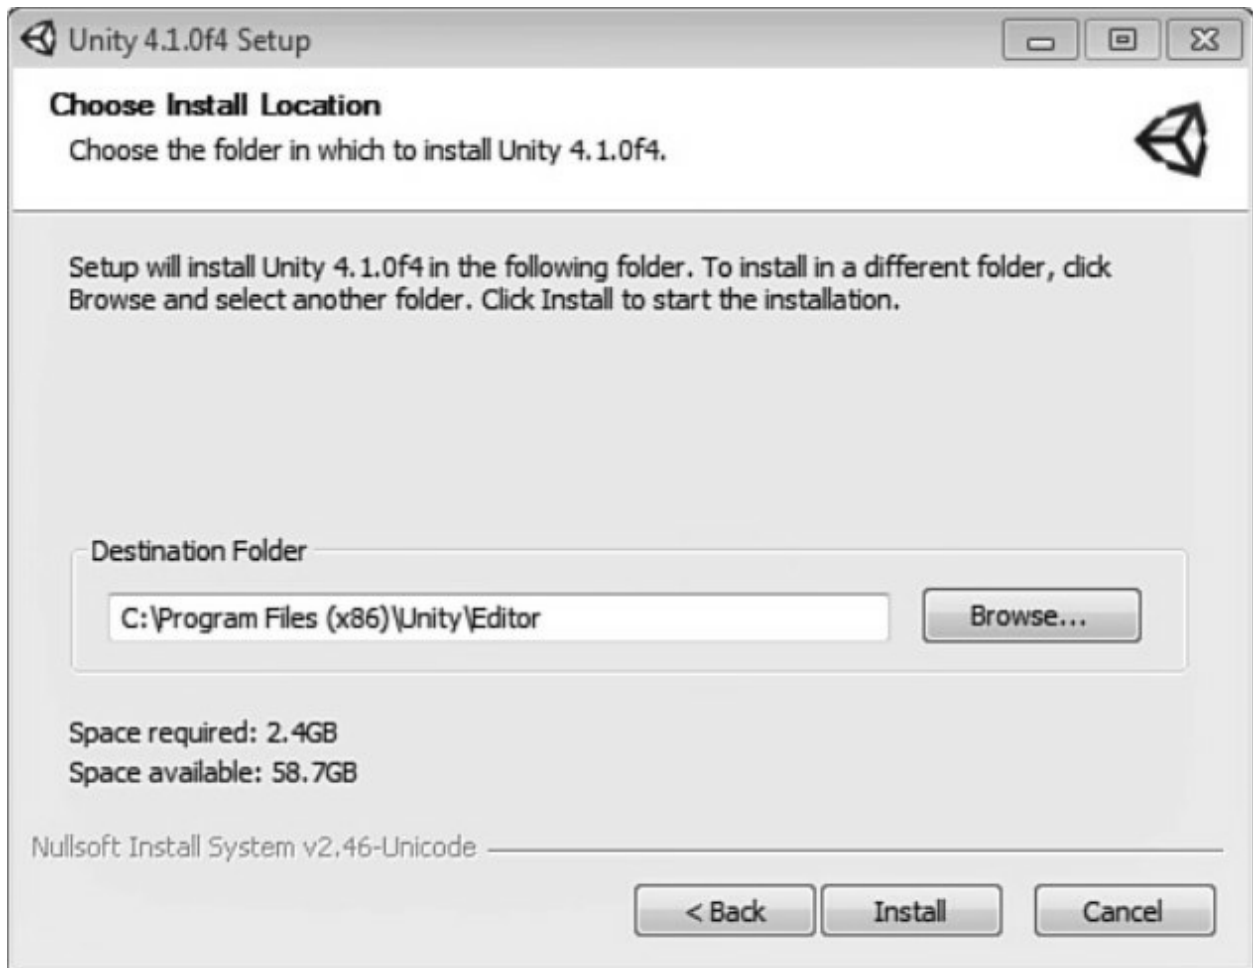 Unity 4.1.0f4 Setup
Choose Install Location
Choose the folder in which to install Unity 4.1.0f4.
Setup will install Unity 4.1.0f4 in the following folder. To install in a different folder, click
Browse and select another folder. Click Install to start the installation.
Destination Folder
C:\Program Files (x86)\Unity\Editor
Browse...
Space required: 2.4GB
Space available: 58.7GB
Nullsoft Install System v2.46-Unicode
< Back
Install
Cancel